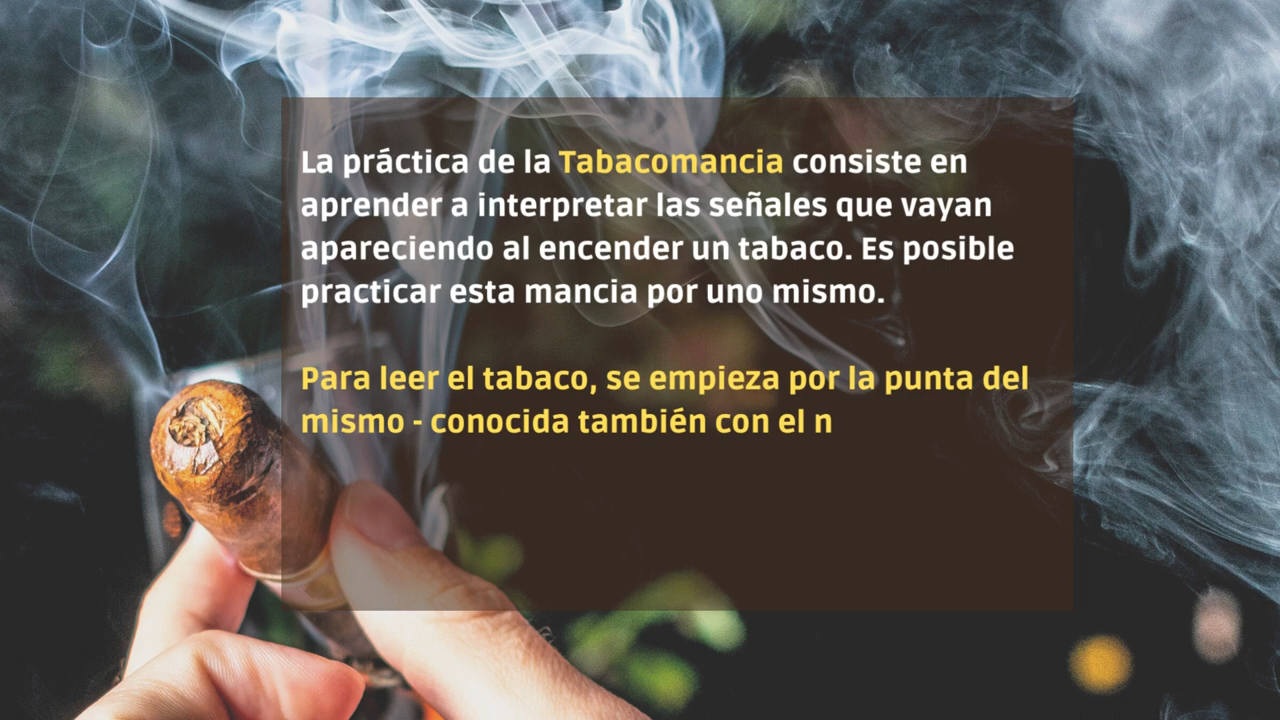 La práctica de la Tabacomancia consiste en
aprender a interpretar las señales que vayan
apareciendo al encender un tabaco. Es posible
practicar esta mancia por uno mismo.
Para leer el tabaco, se empieza por la punta del
mismo - conocida también con el n